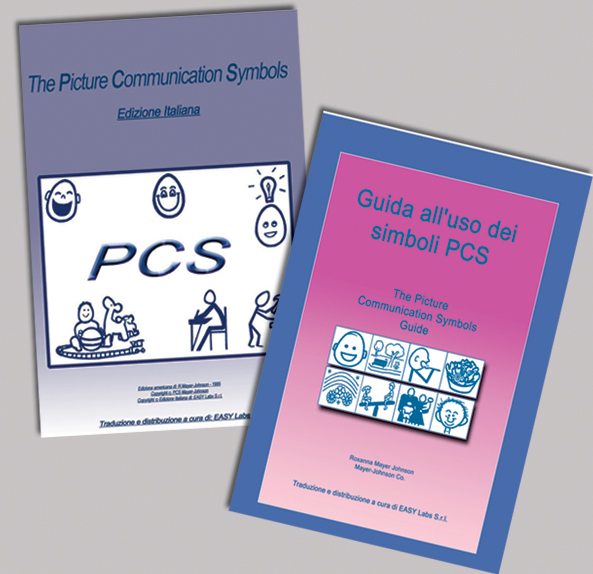 The Picture Communication Symbols
Edizione Italiana
PCS
Edizione americana di R.Mayer-Johnson - 1985
Copyright © PCS Mayer-Johnson
Copyright © Edizione Italiana di EASY Labs S.r.l.
Traduzione e distribuzione a cura di: EASY Labs
Guida all'uso dei
simboli PCS
The Picture
Communication Symbols
Guide
Roxanna Mayer Johnson
Mayer-Johnson Co.
Traduzione e distribuzione a cura di EASY Labs S.r.l.